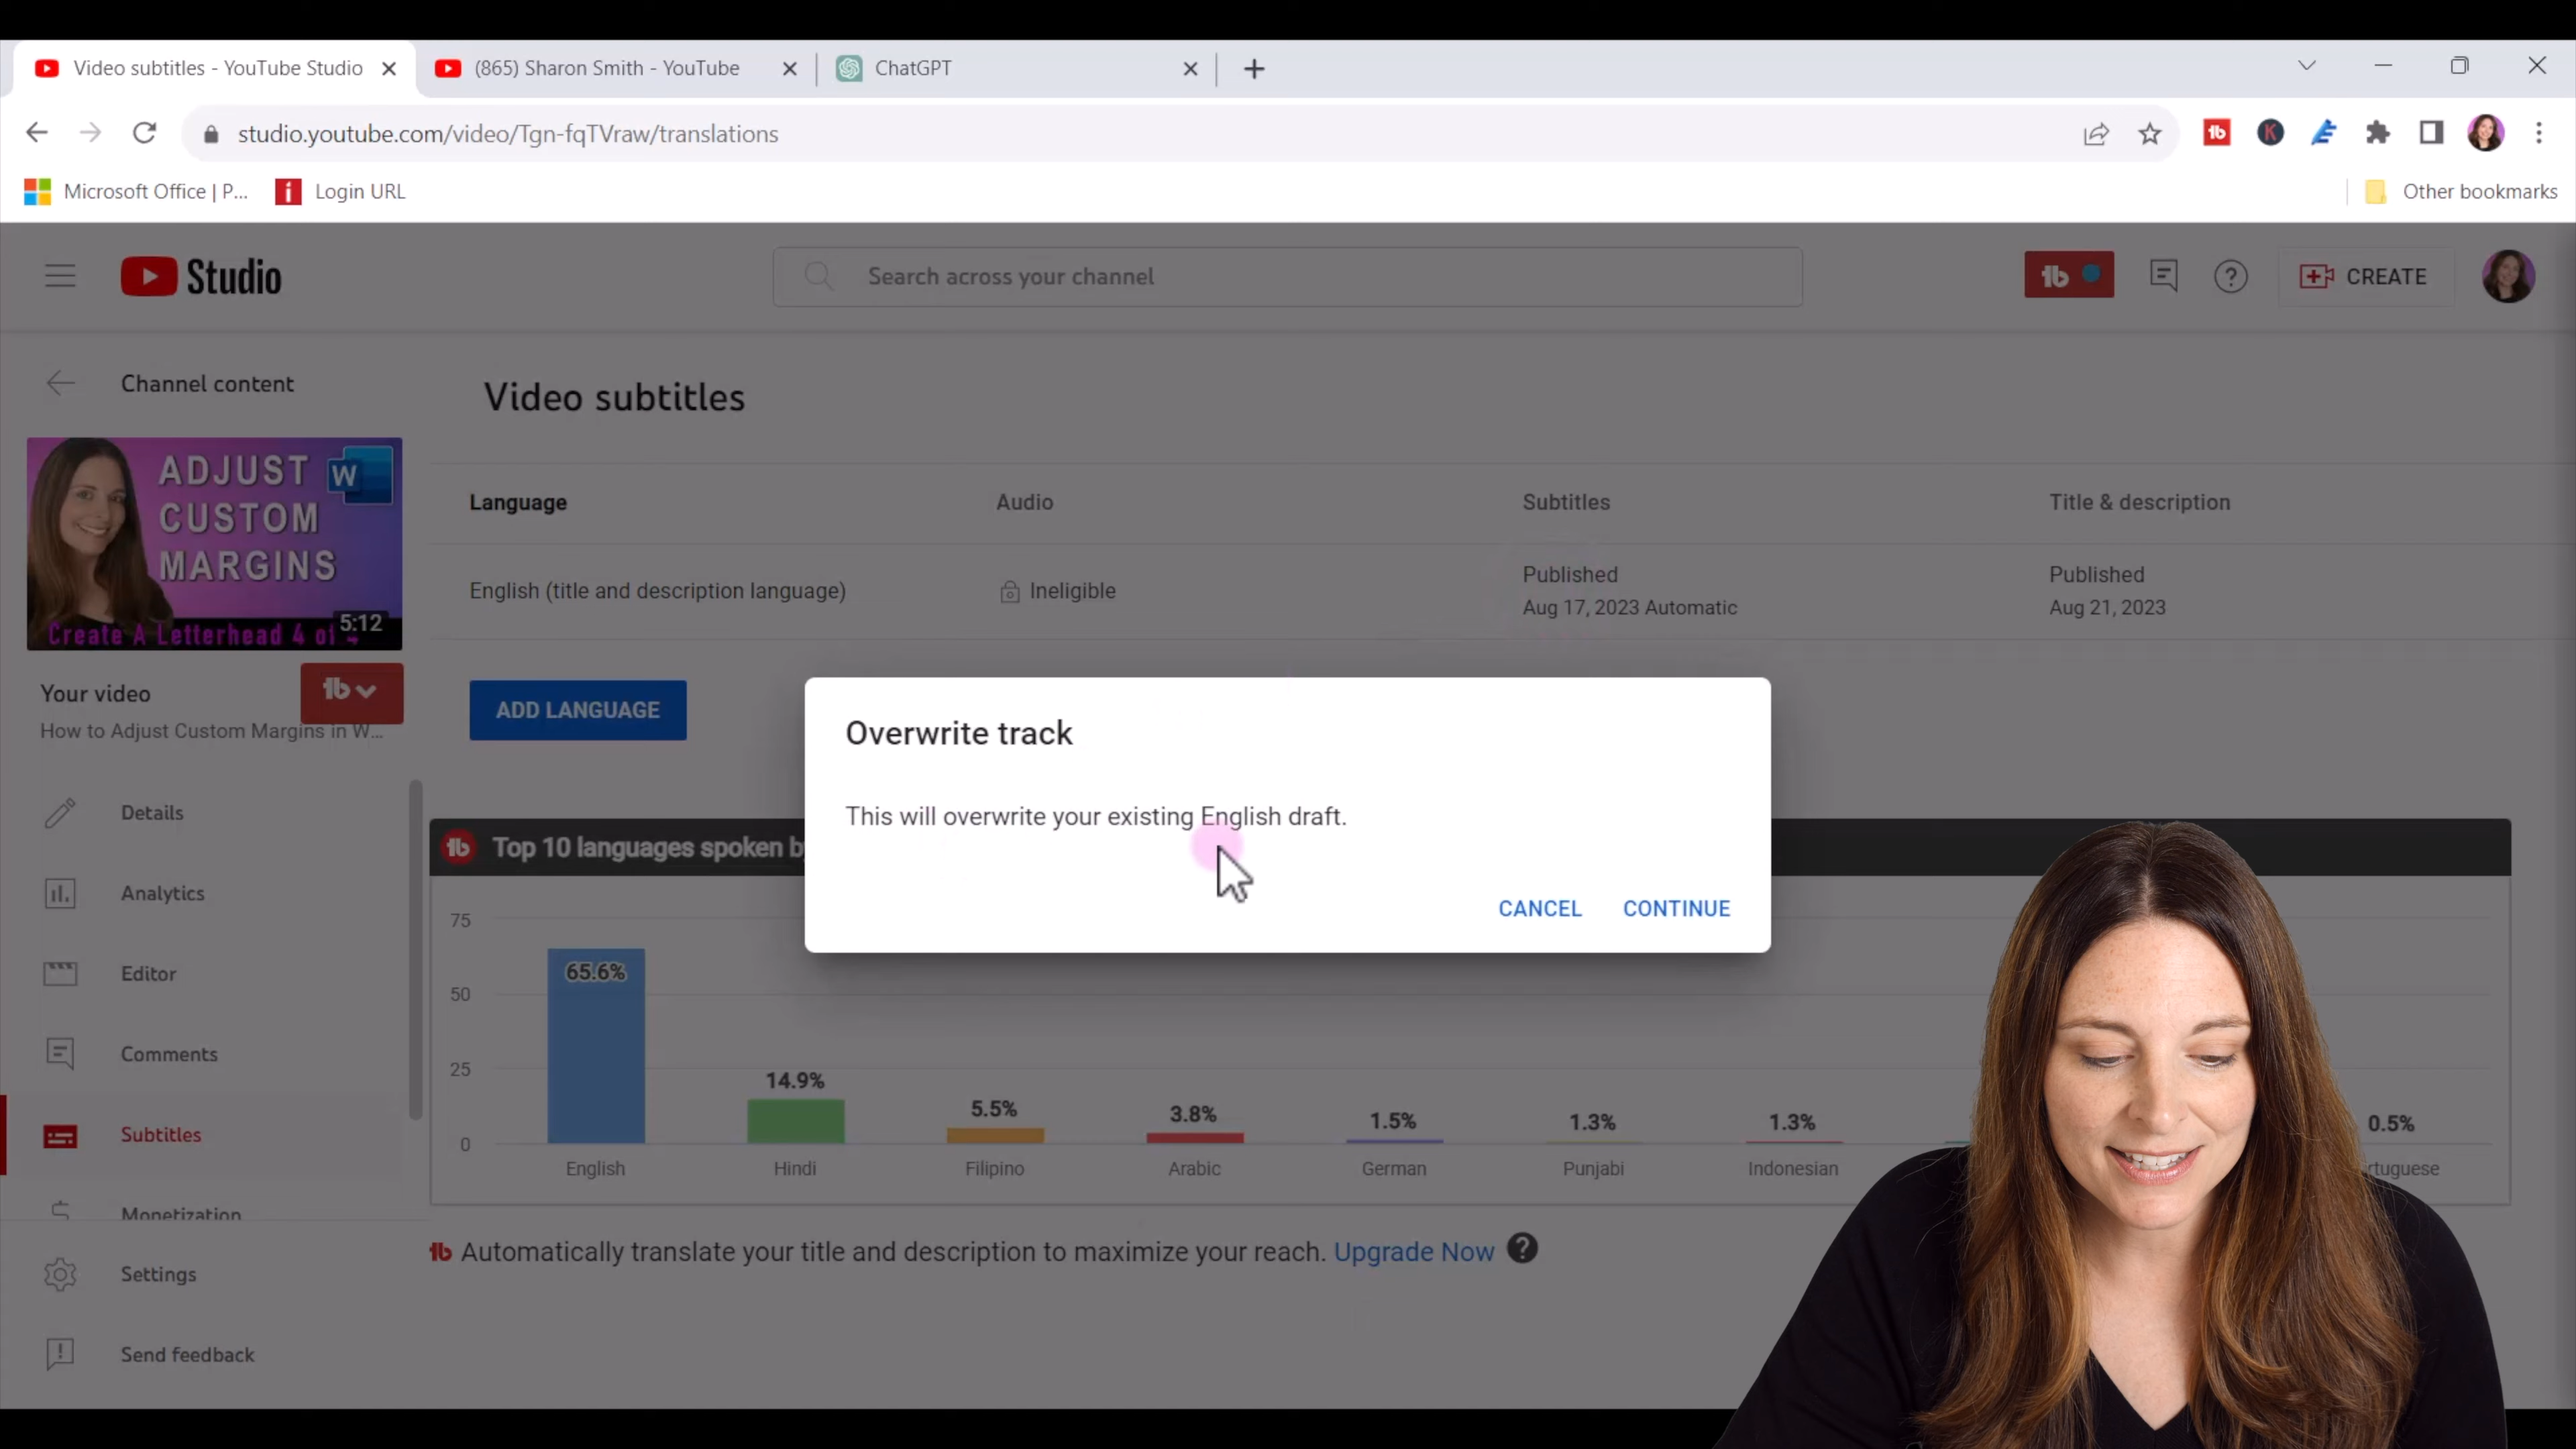 Video subtitles - YouTube Studio
(865) Sharon Smith - YouTube
ChatGPT
studio.youtube.com/video/Tgn-fqTVraw/translations
Microsoft Office | P...
Login URL
Other bookmarks
Studio
Search across your channel
CREATE
Channel content
ADJUST
CUSTOM
MARGINS
5:12
Create A Letterhead 4 of 4
Your video
How to Adjust Custom Margins in W...
Details
Analytics
Editor
Comments
Subtitles
Monetization
Settings
Send feedback
Video subtitles
Language Audio Subtitles Title & description
English (title and description language) Ineligible
Published
Aug 17, 2023 Automatic
Published
Aug 21, 2023
ADD LANGUAGE
Overwrite track
This will overwrite your existing English draft.
CANCEL CONTINUE
Top 10 languages spoken
75
50
25
0
65.6% 14.9% 5.5% 3.8% 1.5% 1.3% 1.3% 0.5%
English Hindi Filipino Arabic German Punjabi Indonesian
Automatically translate your title and description to maximize your reach. Upgrade Now